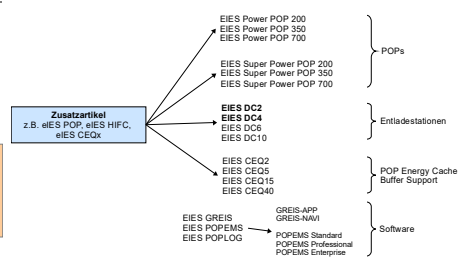 EIES Power POP 200
EIES Power POP 350
EIES Power POP 700
POPs
EIES Super Power POP 200
EIES Super Power POP 350
EIES Super Power POP 700
Zusatzartikel
z.B. eIES POP, eIES HIFC,
eIES CEQx
EIES DC2
EIES DC4
EIES DC6
EIES DC10
Entladestationen
EIES CEQ2
EIES CEQ5
EIES CEQ15
EIES CEQ40
POP Energy Cache
Buffer Support
EIES GREIS
EIES POPEMS
EIES POPLOG
GREIS-APP
GREIS-NAVI
POPEMS Standard
POPEMS Professional
POPEMS Enterprise
Software